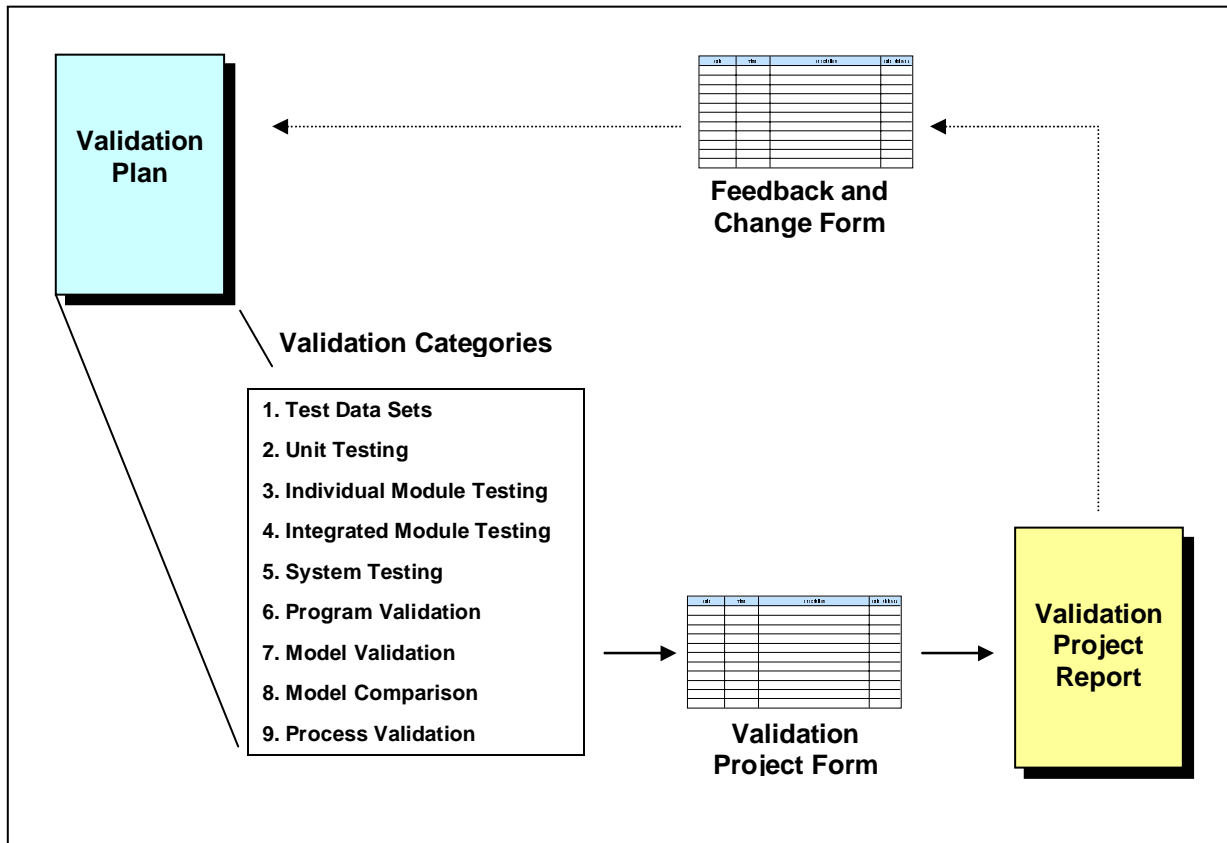 Validation
Plan
Feedback and
Change Form
Validation Categories
1. Test Data Sets
2. Unit Testing
3. Individual Module Testing
4. Integrated Module Testing
5. System Testing
6. Program Validation
7. Model Validation
8. Model Comparison
9. Process Validation
Validation
Project Form
Validation
Project
Report